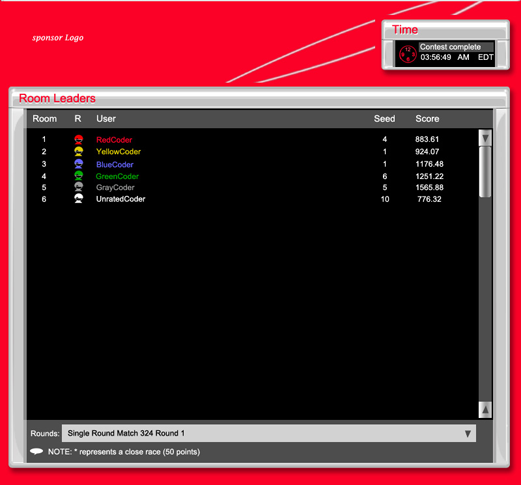 sponsor Logo
Time
Contest complete
03:56:49 AM EDT
Room Leaders
Room R User Seed Score
1 RedCoder 4 883.61
2 YellowCoder 1 924.07
3 BlueCoder 1 1176.48
4 GreenCoder 6 1251.22
5 GrayCoder 5 1565.88
6 UnratedCoder 10 776.32
Rounds: Single Round Match 324 Round 1
NOTE: * represents a close race (50 points)